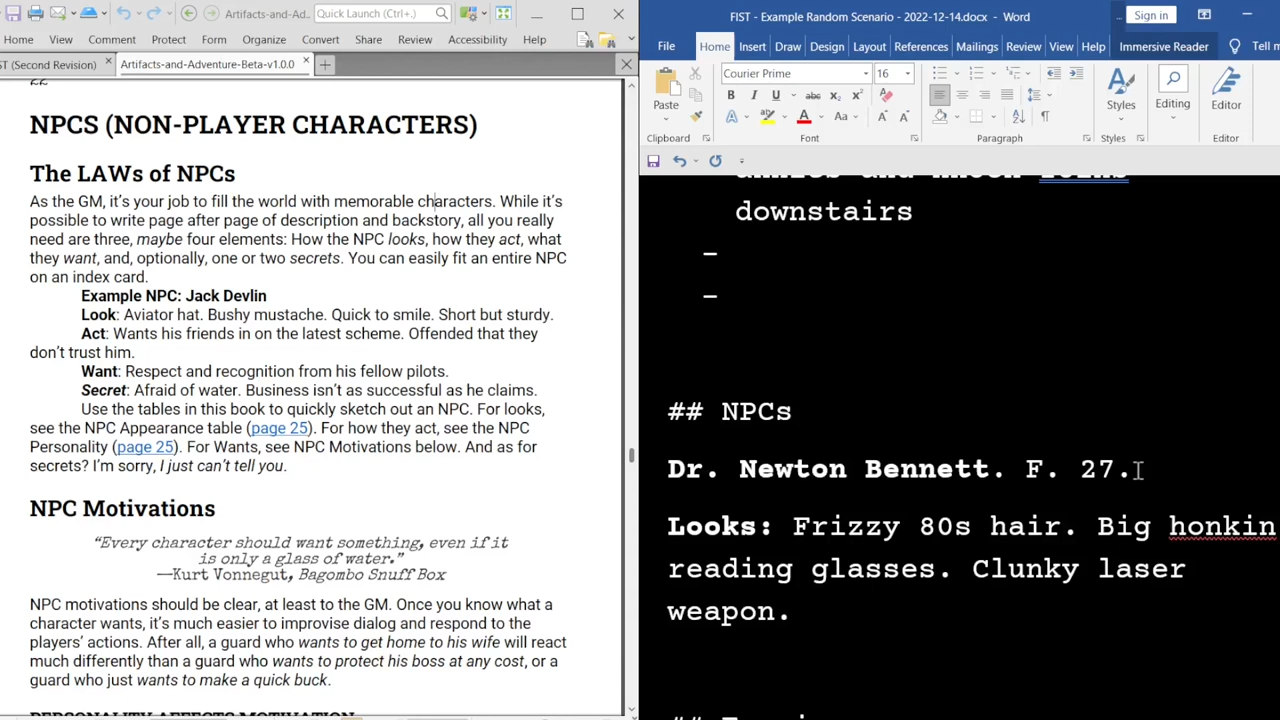 Artifacts-and-Ad... Quick Launch (Ctrl+.)
Home View Comment Protect Form Organize Convert Share Review Accessibility Help
ST (Second Revision) Artifacts-and-Adventure-Beta-v1.0.0
NPCS (NON-PLAYER CHARACTERS)
The LAWs of NPCs
As the GM, it's your job to fill the world with memorable characters. While it's
possible to write page after page of description and backstory, all you really
need are three, maybe four elements: How the NPC looks, how they act, what
they want, and, optionally, one or two secrets. You can easily fit an entire NPC
on an index card.
Example NPC: Jack Devlin
Look: Aviator hat. Bushy mustache. Quick to smile. Short but sturdy.
Act: Wants his friends in on the latest scheme. Offended that they
don't trust him.
Want: Respect and recognition from his fellow pilots.
Secret: Afraid of water. Business isn't as successful as he claims.
Use the tables in this book to quickly sketch out an NPC. For looks,
see the NPC Appearance table (page 25). For how they act, see the NPC
Personality (page 25). For Wants, see NPC Motivations below. And as for
secrets? I'm sorry, I just can't tell you.
NPC Motivations
“Every character should want something, even if it
is only a glass of water.”
—Kurt Vonnegut, Bagombo Snuff Box
NPC motivations should be clear, at least to the GM. Once you know what a
character wants, it's much easier to improvise dialog and respond to the
players' actions. After all, a guard who wants to get home to his wife will react
much differently than a guard who wants to protect his boss at any cost, or a
guard who just wants to make a quick buck.
PERSONALITY AFFECTS MOTIVATION
FIST - Example Random Scenario - 2022-12-14.docx - Word ... Sign in
File Home Insert Draw Design Layout References Mailings Review View Help Immersive Reader Tell m
Courier Prime 16
Paste Styles Editing Editor
Clipboard Font Paragraph Styles Editor
downstairs
-
-
## NPCs
Dr. Newton Bennett. F. 27.
Looks: Frizzy 80s hair. Big honkin
reading glasses. Clunky laser
weapon.